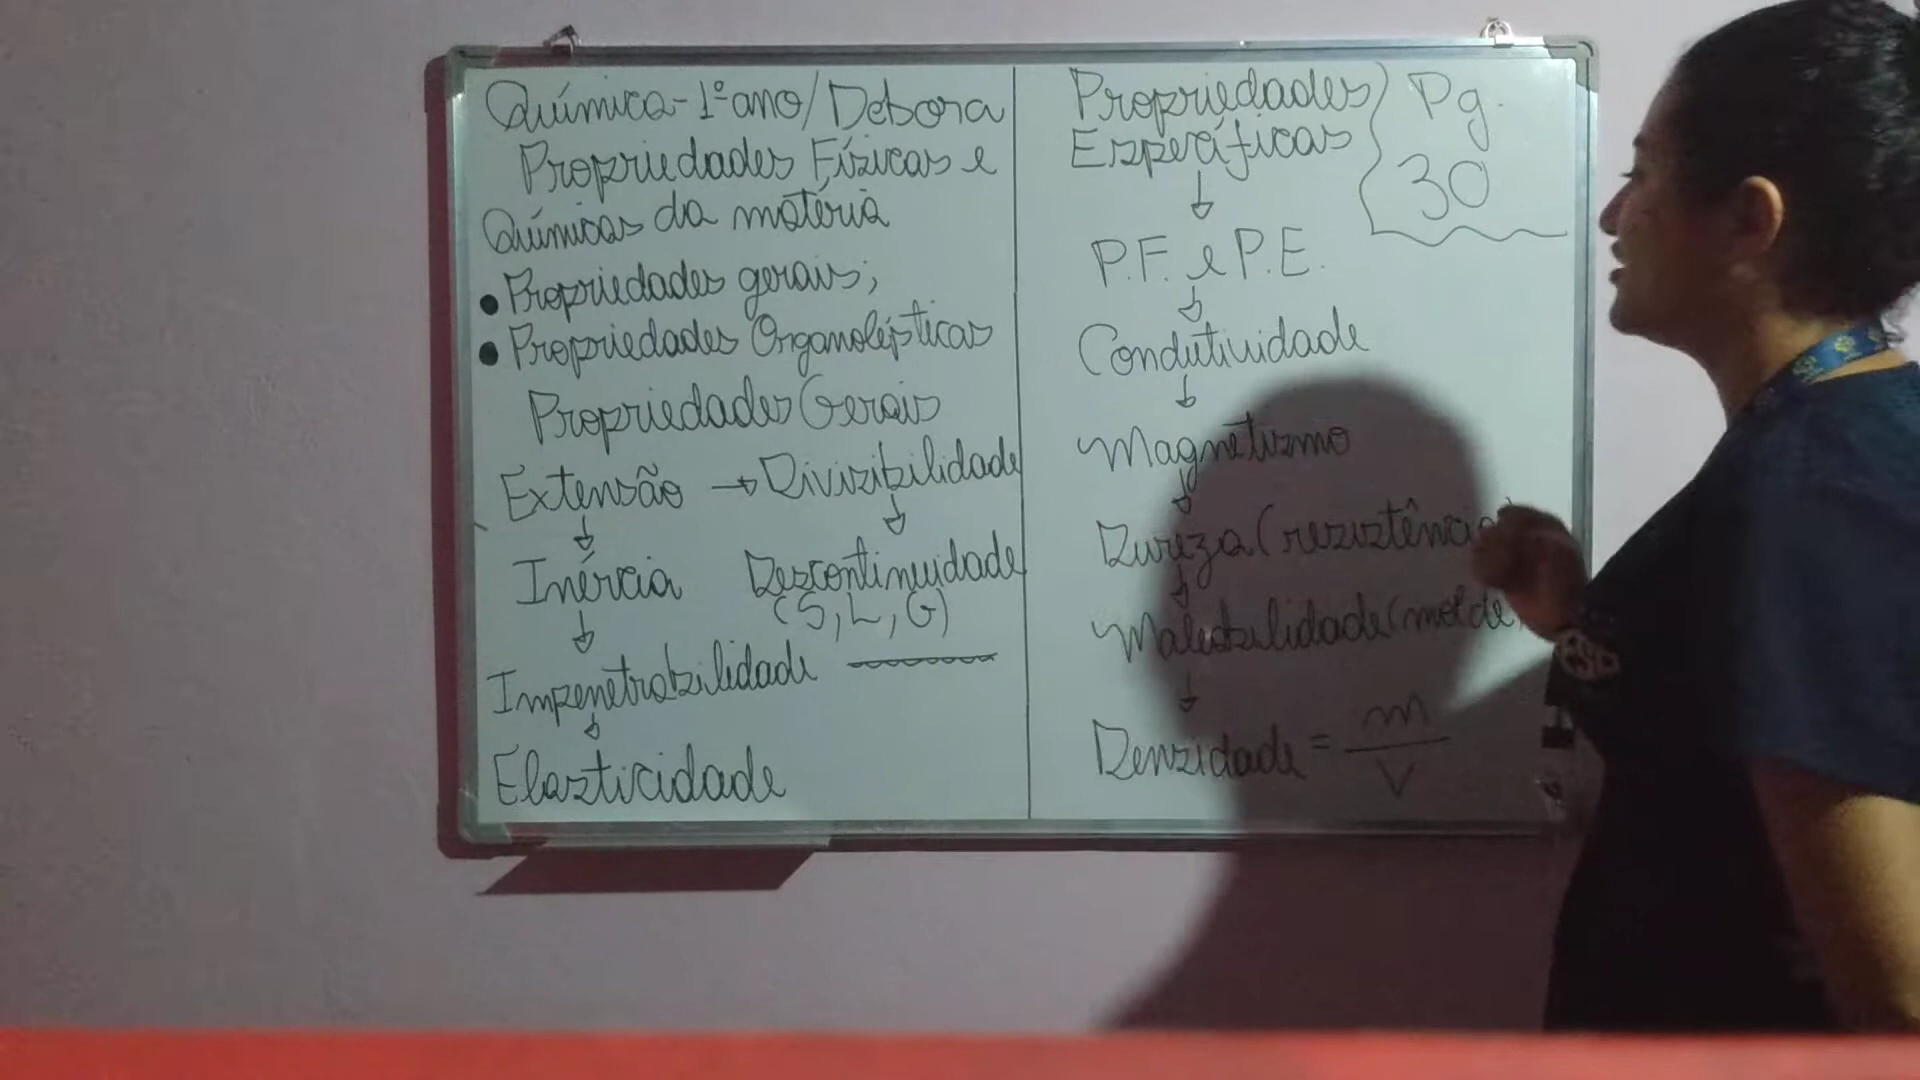 Química - 1º ano / Debora
Propriedades Físicas e
Químicas da matéria
• Propriedades gerais;
• Propriedades Organolépticas
Propriedades Gerais
Extensão → Divisibilidade
↓ ↓
Inércia Descontinuidade
(S, L, G)
↓
Impenetrabilidade
↓
Elasticidade
Propriedades
Específicas
↓
P.F. e P.E.
↓
Condutividade
↓
Magnetismo
↓
Dureza (resistência)
↓
Maleabilidade (molde)
↓
Densidade = m
V
Pg.
30